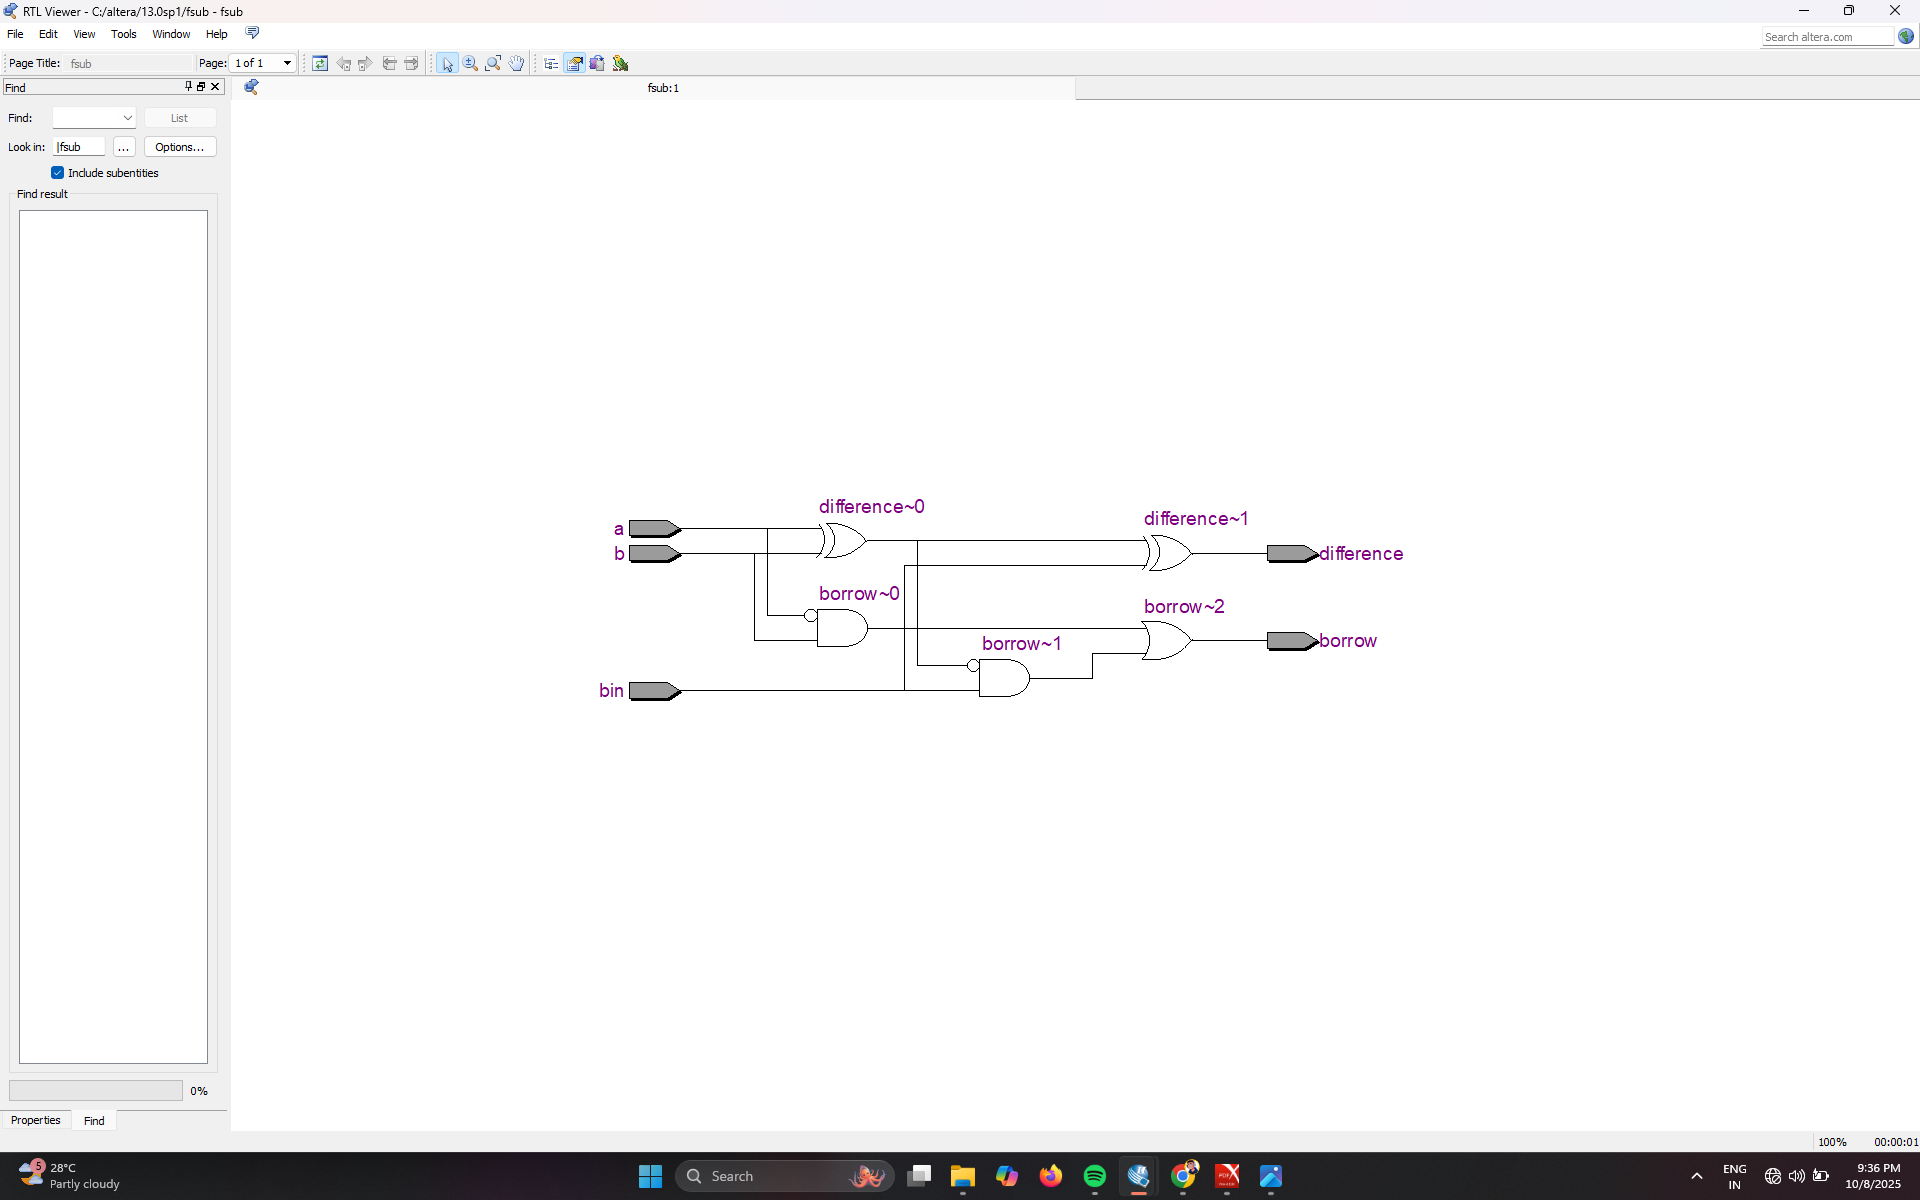 RTL Viewer - C:/altera/13.0sp1/fsub - fsub
File Edit View Tools Window Help
Search altera.com
Page Title: fsub Page: 1 of 1
Find
fsub:1
Find: List
Look in: |fsub ... Options...
Include subentities
Find result
difference~0
difference~1
a
b
difference
borrow~0
borrow~2
borrow~1
borrow
bin
0%
Properties Find
100% 00:00:01
5
28°C
Partly cloudy
Search
ENG
IN
9:36 PM
10/8/2025